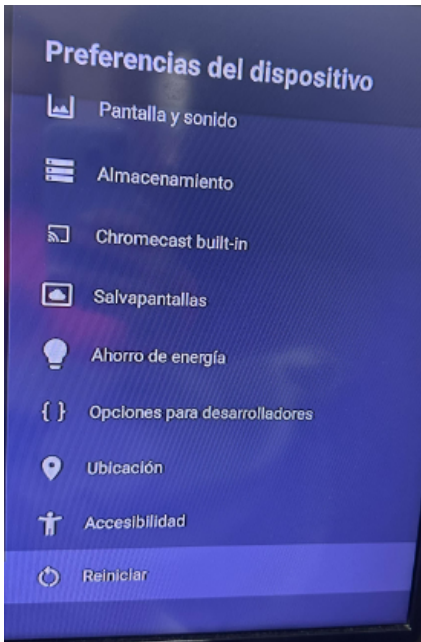 Preferencias del dispositivo
Pantalla y sonido
Almacenamiento
Chromecast built-in
Salvapantallas
Ahorro de energía
Opciones para desarrolladores
Ubicación
Accesibilidad
Reiniciar